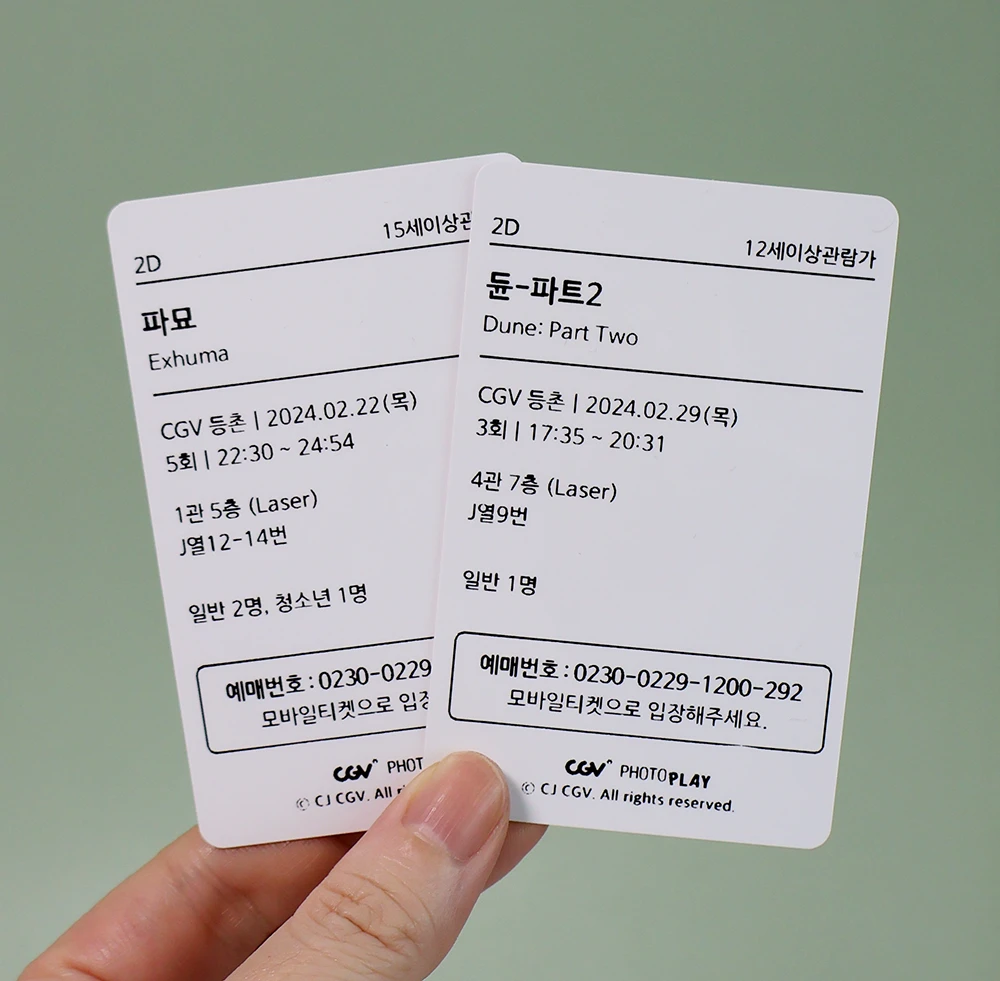 2D
15세이상관
파묘
Exhuma
CGV 등촌 | 2024.02.22(목)
5회 | 22:30 ~ 24:54
1관 5층 (Laser)
J열12-14번
일반 2명, 청소년 1명
예매번호 : 0230-0229
모바일티켓으로 입장
CGV PHOT
© CJ CGV. All
2D
12세이상관람가
듄-파트2
Dune: Part Two
CGV 등촌 | 2024.02.29(목)
3회 | 17:35 ~ 20:31
4관 7층 (Laser)
J열9번
일반 1명
예매번호 : 0230-0229-1200-292
모바일티켓으로 입장해주세요.
CGV PHOTOPLAY
© CJ CGV. All rights reserved.